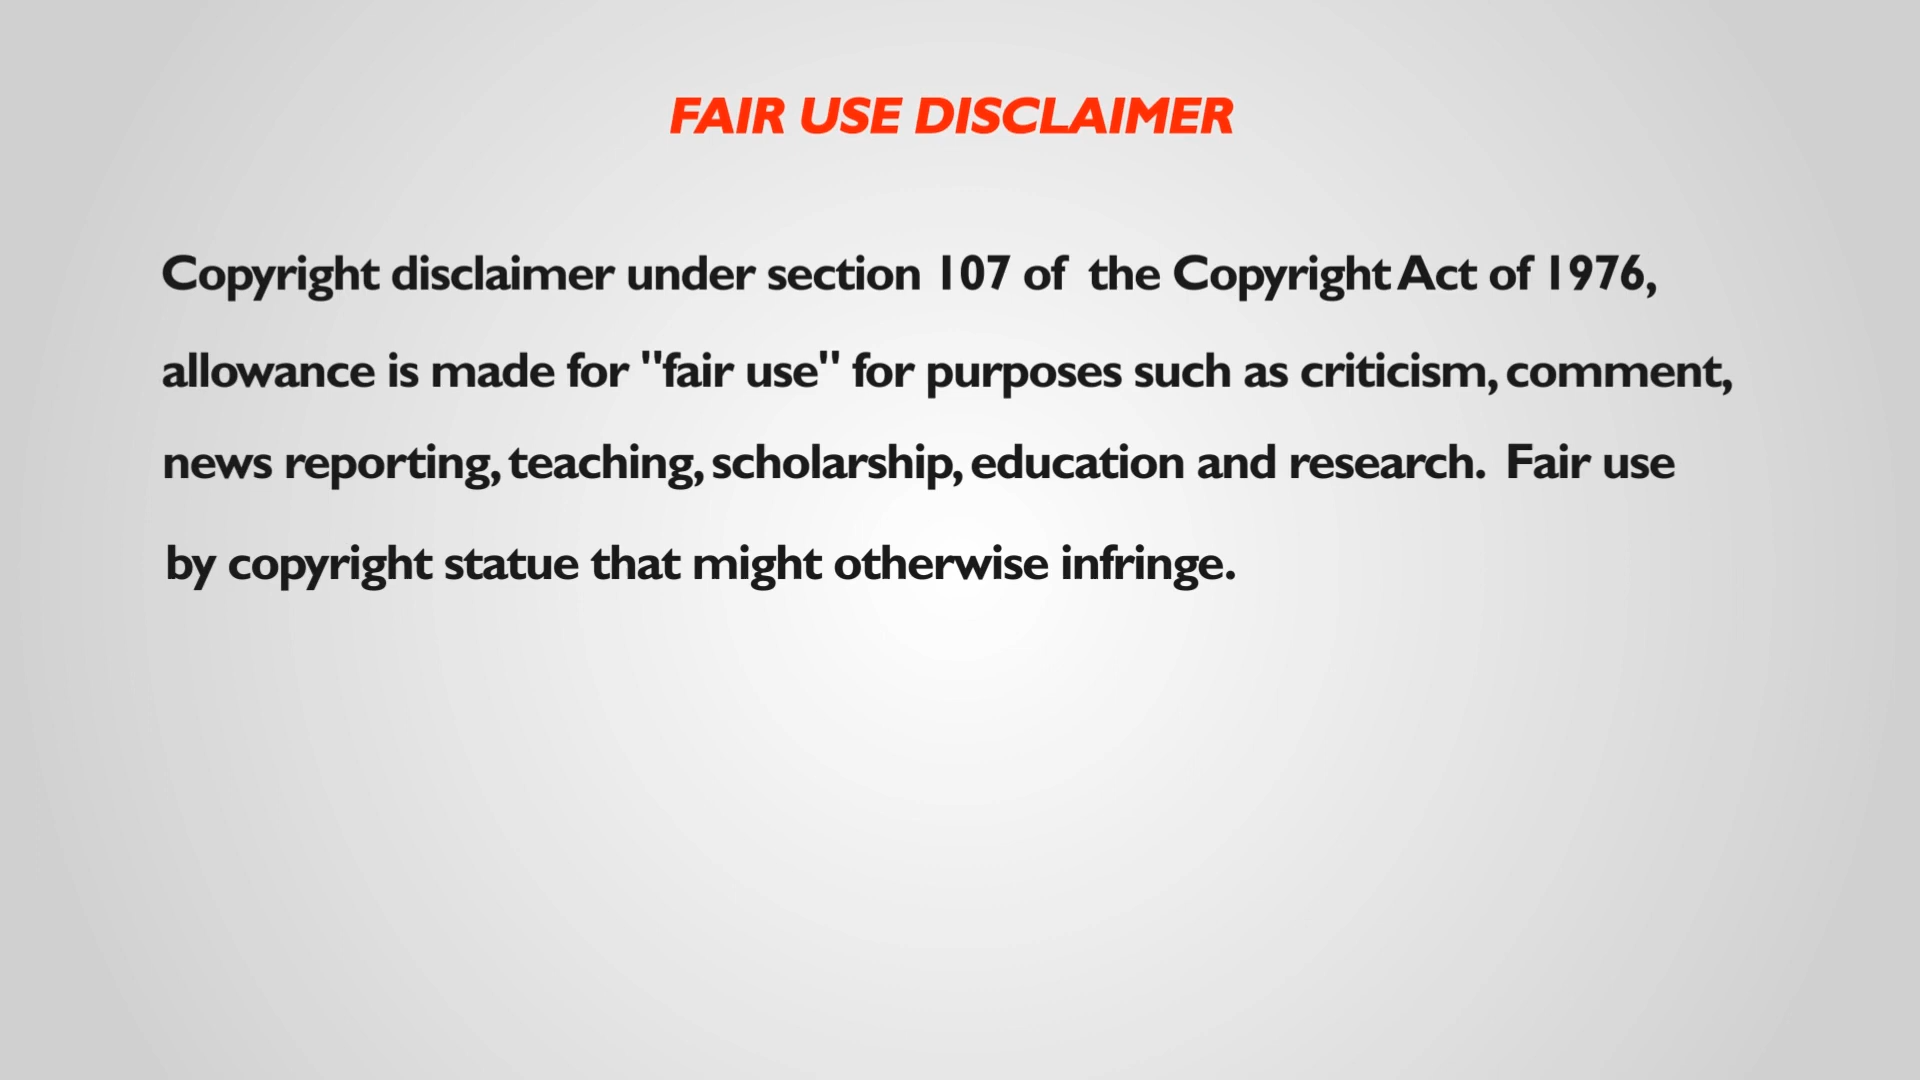 FAIR USE DISCLAIMER
Copyright disclaimer under section 107 of the Copyright Act of 1976,
allowance is made for "fair use" for purposes such as criticism, comment,
news reporting, teaching, scholarship, education and research. Fair use
by copyright statue that might otherwise infringe.